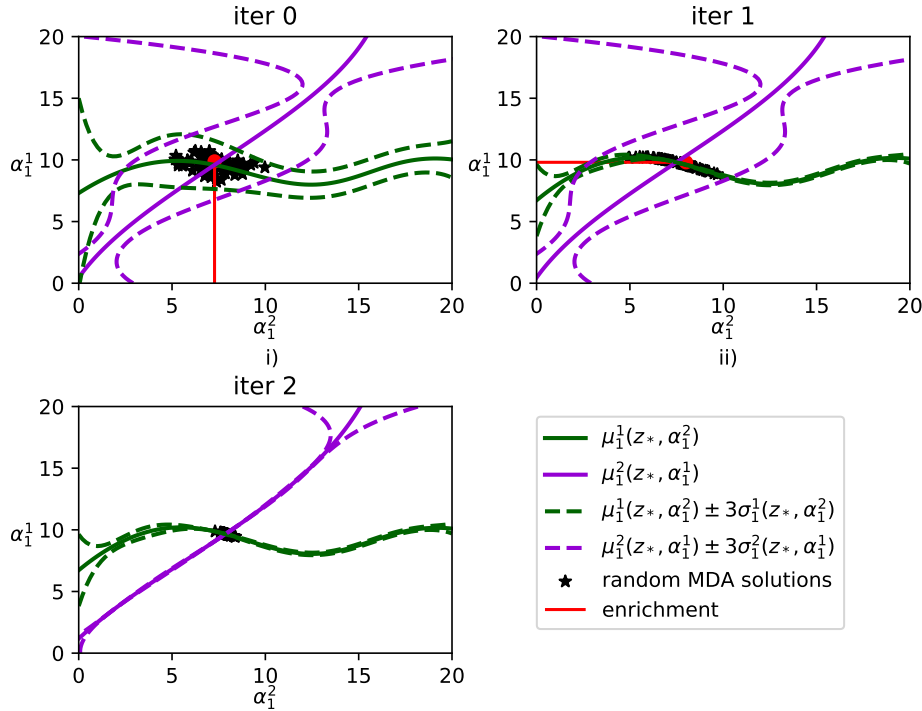 iter 0
20
15
α₁¹ 10
5
0
0 5 10 15 20
α₁²
i)
iter 1
20
15
α₁¹ 10
5
0
0 5 10 15 20
α₁²
ii)
iter 2
20
15
α₁¹ 10
5
0
0 5 10 15 20
α₁²
μ₁¹(z∗, α₁²)
μ₁²(z∗, α₁¹)
μ₁¹(z∗, α₁²) ± 3σ₁¹(z∗, α₁²)
μ₁²(z∗, α₁¹) ± 3σ₁²(z∗, α₁¹)
random MDA solutions
enrichment